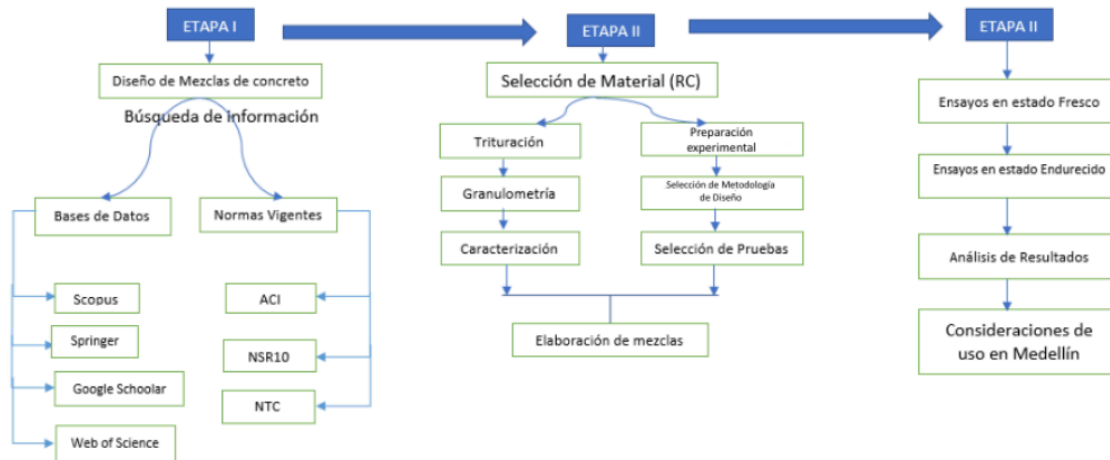 ETAPA I
Diseño de Mezclas de concreto
Búsqueda de información
Bases de Datos
Normas Vigentes
Scopus
Springer
Google Schoolar
Web of Science
ACI
NSR10
NTC
ETAPA II
Selección de Material (RC)
Trituración
Granulometría
Caracterización
Preparación
experimental
Selección de Metodología
de Diseño
Selección de Pruebas
Elaboración de mezclas
ETAPA II
Ensayos en estado Fresco
Ensayos en estado Endurecido
Análisis de Resultados
Consideraciones de
uso en Medellín